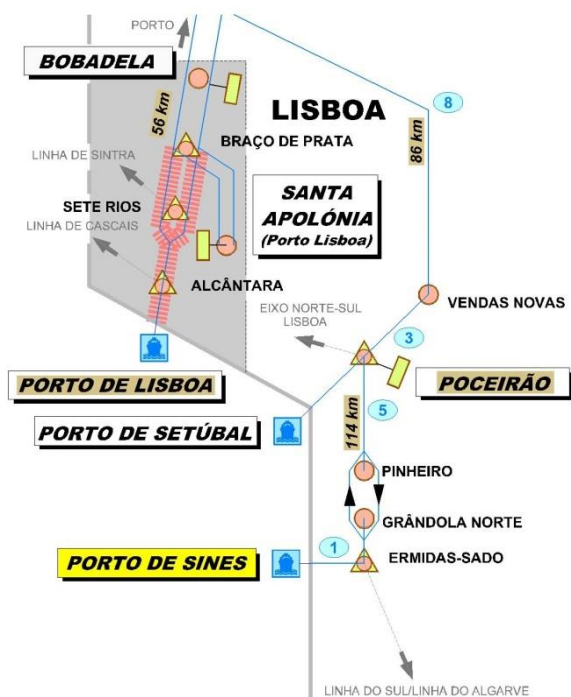 PORTO
BOBADELA
56 km
LISBOA
8
BRAÇO DE PRATA
86 km
LINHA DE SINTRA
SETE RIOS
SANTA
APOLÓNIA
(Porto Lisboa)
LINHA DE CASCAIS
ALCÂNTARA
VENDAS NOVAS
EIXO NORTE-SUL
LISBOA
3
PORTO DE LISBOA
POCEIRÃO
5
PORTO DE SETÚBAL
114 km
PINHEIRO
GRÂNDOLA NORTE
1
PORTO DE SINES
ERMIDAS-SADO
LINHA DO SUL/LINHA DO ALGARVE